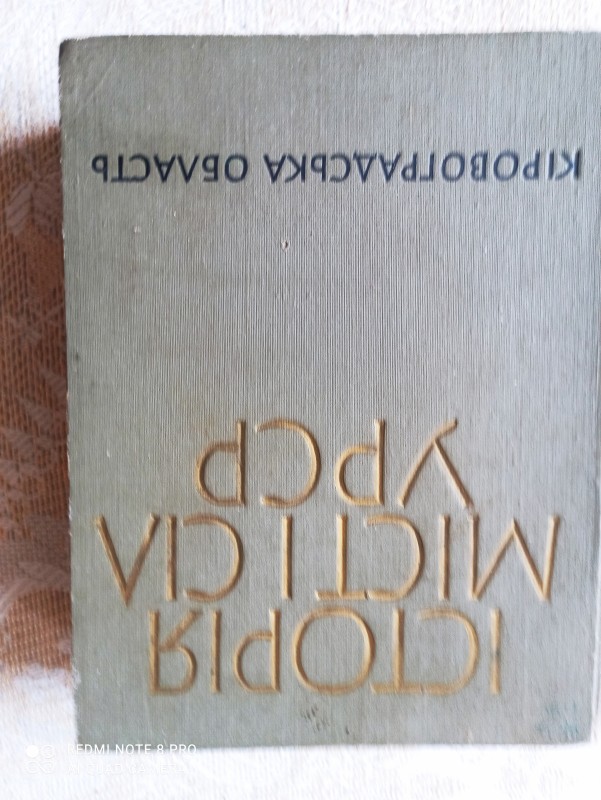 ІСТОРІЯ
МІСТ І СІЛ
УРСР
КІРОВОГРАДСЬКА ОБЛАСТЬ
REDMI NOTE 8 PRO